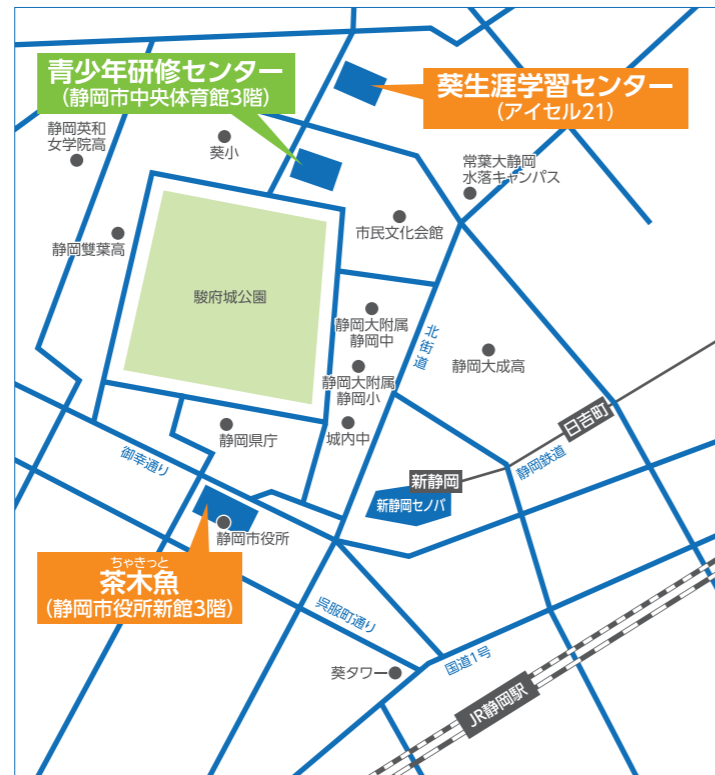 青少年研修センター
(静岡市中央体育館3階)
葵生涯学習センター
(アイセル21)
静岡英和
女学院高
葵小
常葉大静岡
水落キャンパス
市民文化会館
静岡雙葉高
駿府城公園
静岡大附属
静岡中
北街道
静岡大成高
静岡大附属
静岡小
静岡県庁
城内中
日吉町
静岡鉄道
御幸通り
新静岡
新静岡セノバ
静岡市役所
ちゃきっと
茶木魚
(静岡市役所新館3階)
呉服町通り
国道1号
葵タワー
JR静岡駅